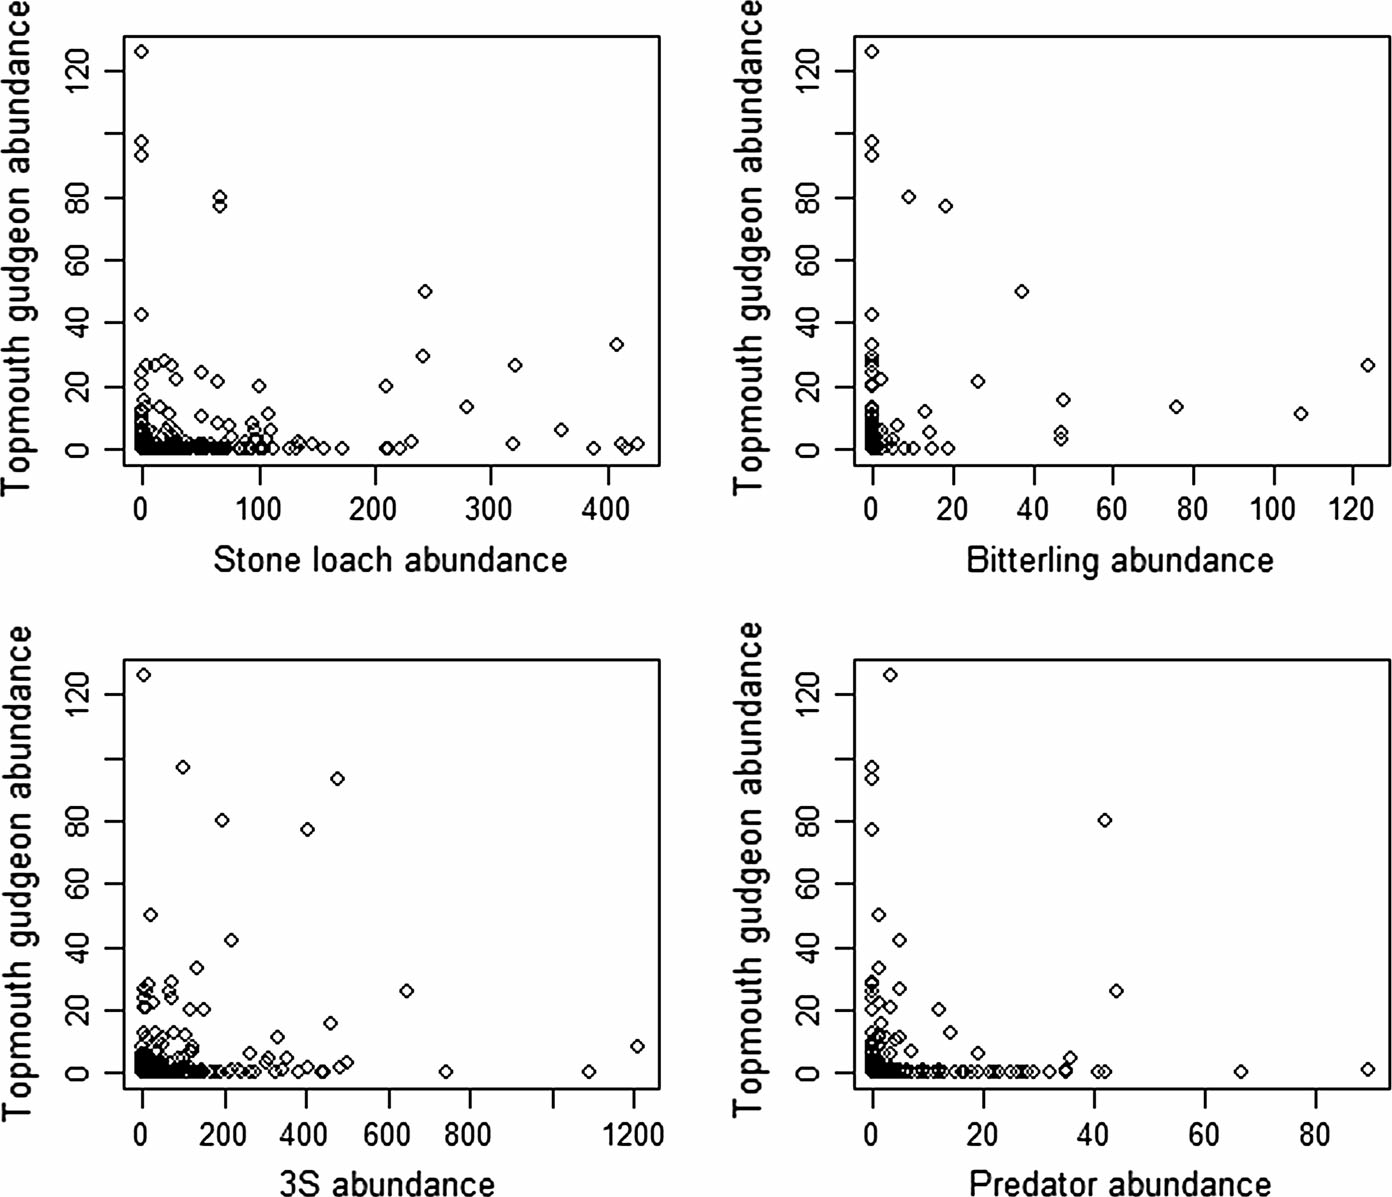 Topmouth gudgeon abundance
0 20 40 60 80 120
0 100 200 300 400
Stone loach abundance
Topmouth gudgeon abundance
0 20 40 60 80 120
0 20 40 60 80 100 120
Bitterling abundance
Topmouth gudgeon abundance
0 20 40 60 80 120
0 200 400 600 800 1200
3S abundance
Topmouth gudgeon abundance
0 20 40 60 80 120
0 20 40 60 80
Predator abundance